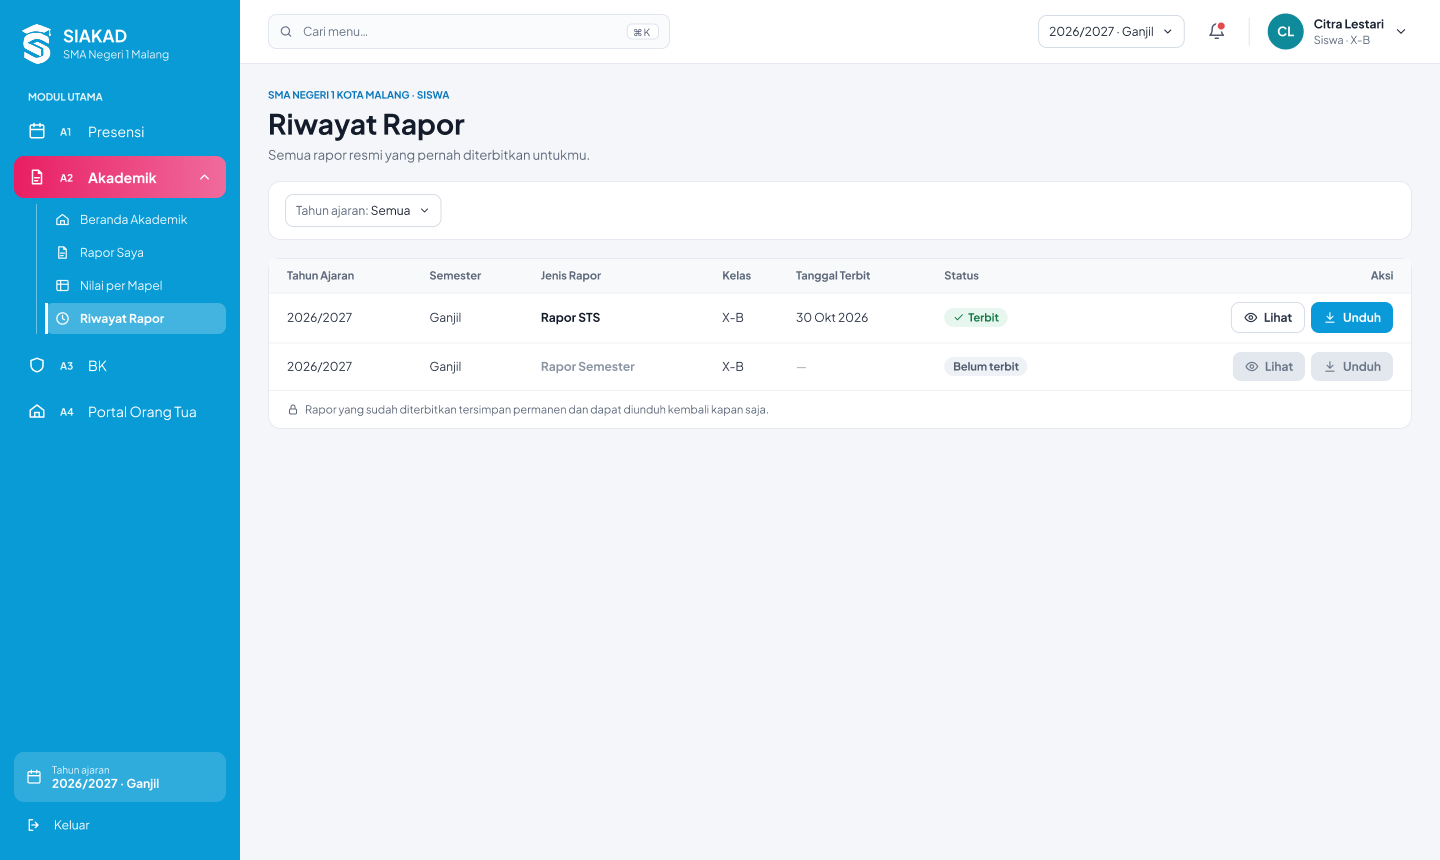 SIAKAD
SMA Negeri 1 Malang
MODUL UTAMA
A1 Presensi
A2 Akademik
Beranda Akademik
Rapor Saya
Nilai per Mapel
Riwayat Rapor
A3 BK
A4 Portal Orang Tua
Tahun ajaran
2026/2027 · Ganjil
Keluar
Cari menu... ⌘K
2026/2027 · Ganjil
CL
Citra Lestari
Siswa · X-B
SMA NEGERI 1 KOTA MALANG · SISWA
Riwayat Rapor
Semua rapor resmi yang pernah diterbitkan untukmu.
Tahun ajaran: Semua
Tahun Ajaran Semester Jenis Rapor Kelas Tanggal Terbit Status Aksi
2026/2027 Ganjil Rapor STS X-B 30 Okt 2026 Terbit Lihat Unduh
2026/2027 Ganjil Rapor Semester X-B — Belum terbit Lihat Unduh
Rapor yang sudah diterbitkan tersimpan permanen dan dapat diunduh kembali kapan saja.